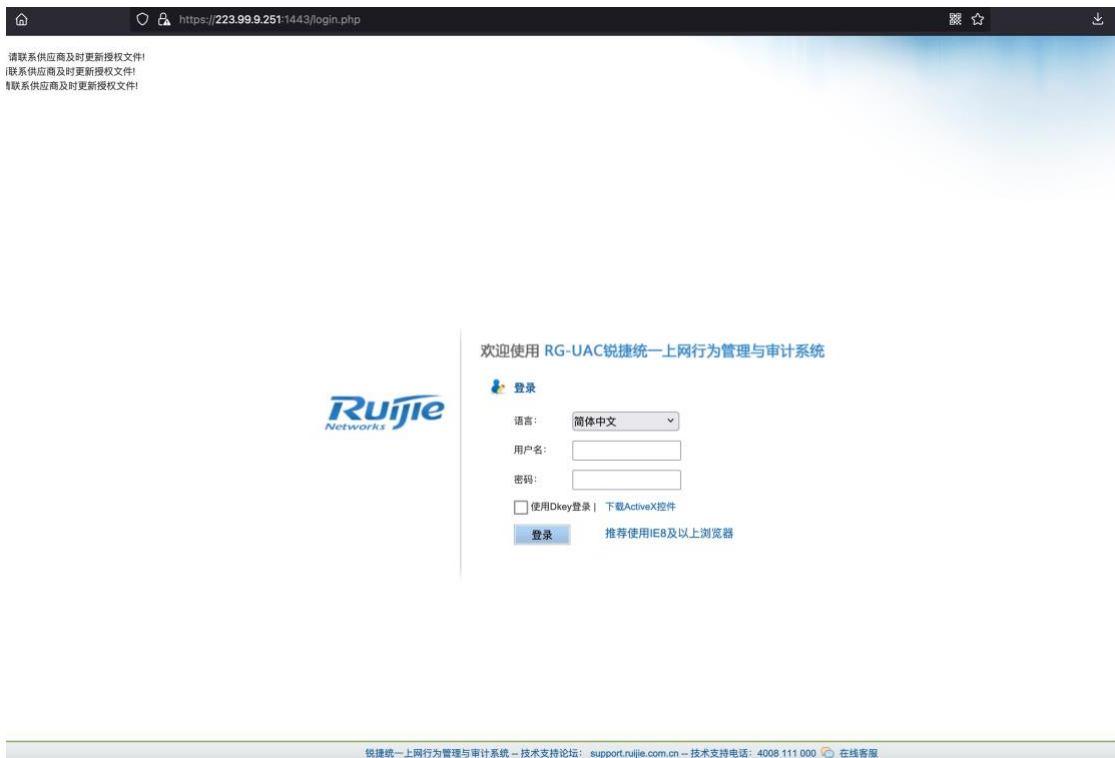 https://223.99.9.251:1443/login.php
请联系供应商及时更新授权文件!
联系供应商及时更新授权文件!
请联系供应商及时更新授权文件!
欢迎使用 RG-UAC锐捷统一上网行为管理与审计系统
登录
Ruijie
Networks
语言: 简体中文
用户名:
密码:
使用Dkey登录 | 下载ActiveX控件
登录 推荐使用IE8及以上浏览器
锐捷统一上网行为管理与审计系统 -- 技术支持论坛: support.ruijie.com.cn -- 技术支持电话: 4008 111 000 在线客服